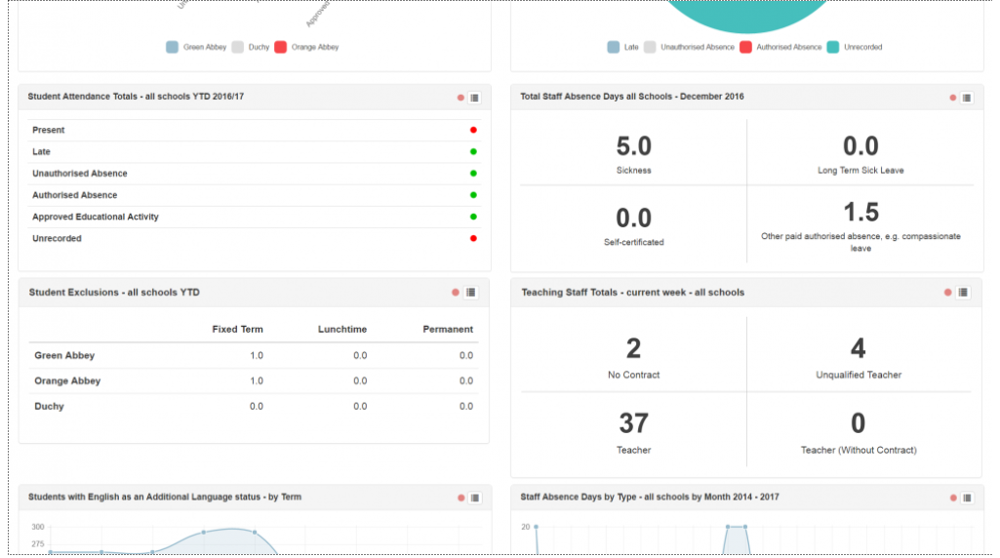 Approved
Green Abbey Duchy Orange Abbey
Late Unauthorised Absence Authorised Absence Unrecorded
Student Attendance Totals - all schools YTD 2016/17
Present
Late
Unauthorised Absence
Authorised Absence
Approved Educational Activity
Unrecorded
Total Staff Absence Days all Schools - December 2016
5.0
Sickness
0.0
Long Term Sick Leave
0.0
Self-certificated
1.5
Other paid authorised absence, e.g. compassionate
leave
Student Exclusions - all schools YTD
Fixed Term Lunchtime Permanent
Green Abbey 1.0 0.0 0.0
Orange Abbey 1.0 0.0 0.0
Duchy 0.0 0.0 0.0
Teaching Staff Totals - current week - all schools
2
No Contract
4
Unqualified Teacher
37
Teacher
0
Teacher (Without Contract)
Students with English as an Additional Language status - by Term
300
275
Staff Absence Days by Type - all schools by Month 2014 - 2017
20